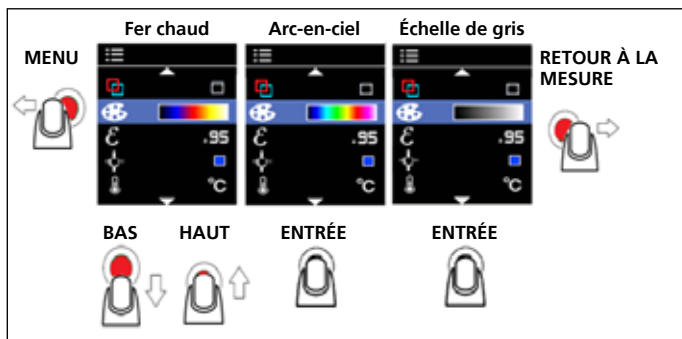 Fer chaud
Arc-en-ciel
Échelle de gris
MENU
RETOUR À LA
MESURE
ε .95
ε .95
ε .95
°C
°C
°C
BAS
HAUT
ENTRÉE
ENTRÉE